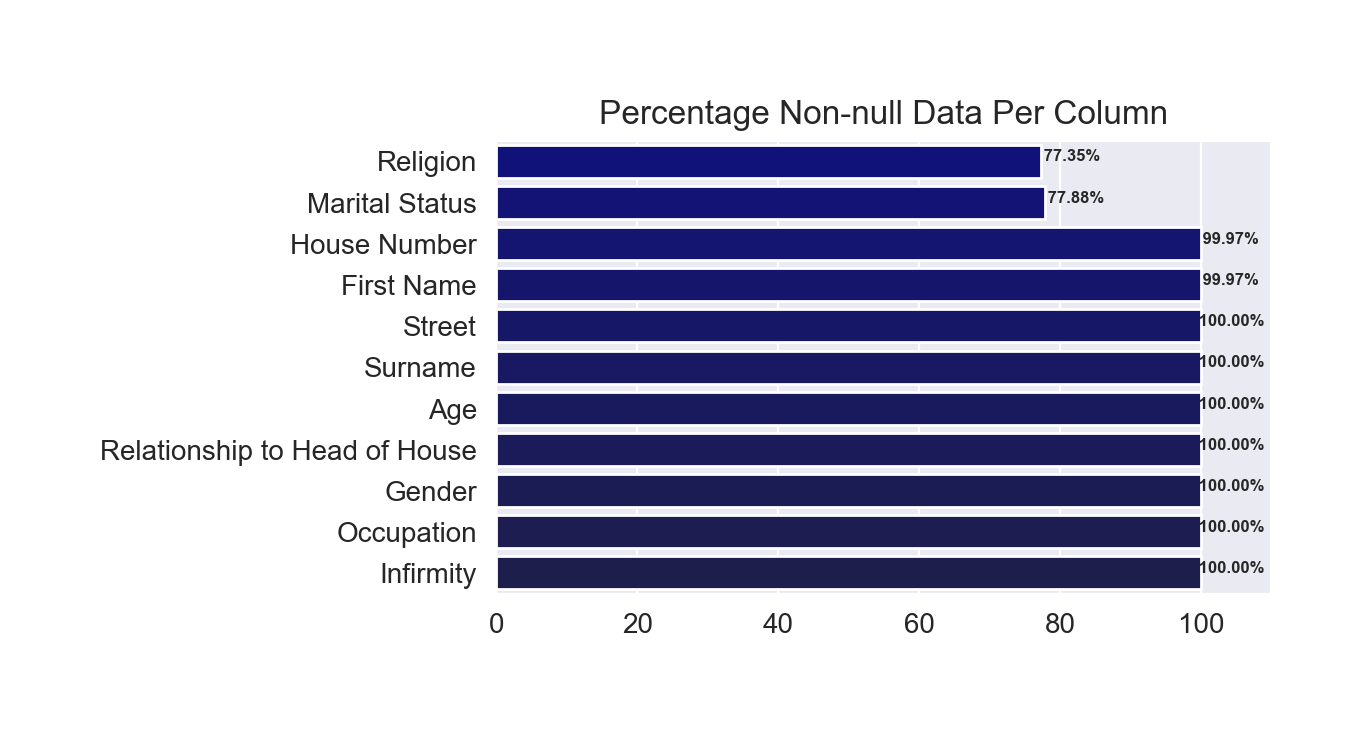 Percentage Non-null Data Per Column
Religion 77.35%
Marital Status 77.88%
House Number 99.97%
First Name 99.97%
Street 100.00%
Surname 100.00%
Age 100.00%
Relationship to Head of House 100.00%
Gender 100.00%
Occupation 100.00%
Infirmity 100.00%
0 20 40 60 80 100